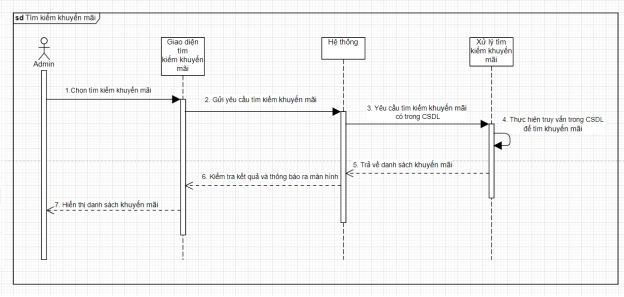 sd Tìm kiếm khuyến mãi
Admin
Giao diện
tìm
kiếm khuyến
mãi
Hệ thống
Xử lý tìm
kiếm khuyến
mãi
1.Chọn tìm kiếm khuyến mãi
2. Gửi yêu cầu tìm kiếm khuyến mãi
3. Yêu cầu tìm kiếm khuyến mãi
có trong CSDL
4. Thực hiện truy vấn trong CSDL
để tìm khuyến mãi
5. Trả về danh sách khuyến mãi
6. Kiểm tra kết quả và thông báo ra màn hình
7. Hiển thị danh sách khuyến mãi